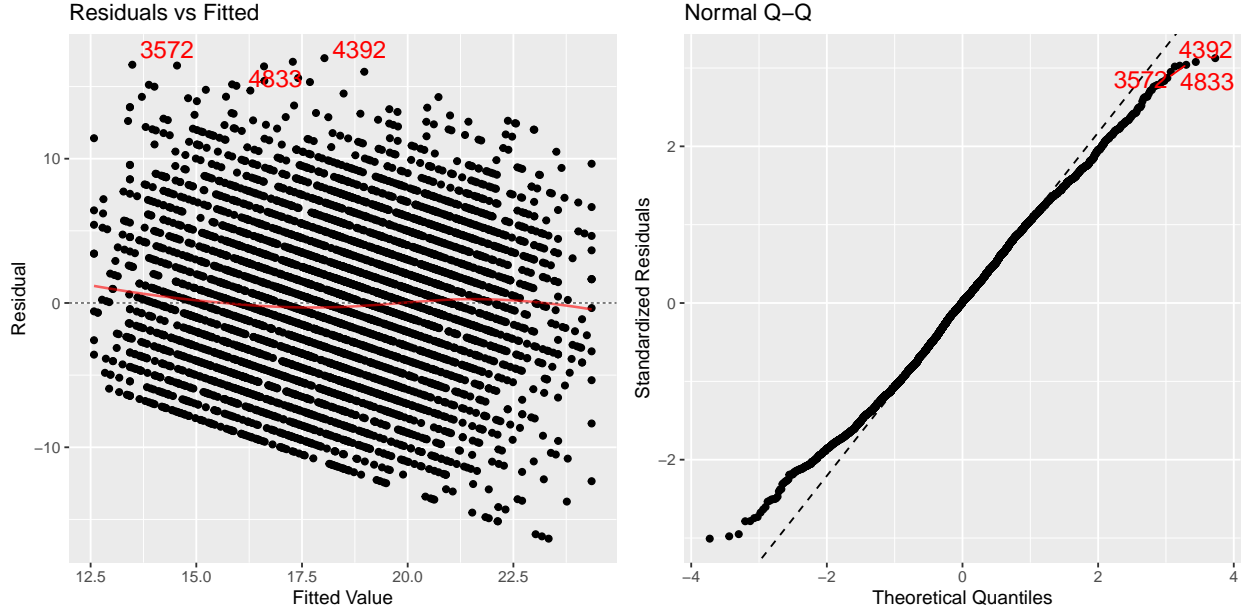 Residuals vs Fitted
3572
4392
4833
10
0
−10
Residual
12.5 15.0 17.5 20.0 22.5
Fitted Value
Normal Q−Q
4392
3572
4833
2
0
−2
Standardized Residuals
−4 −2 0 2 4
Theoretical Quantiles